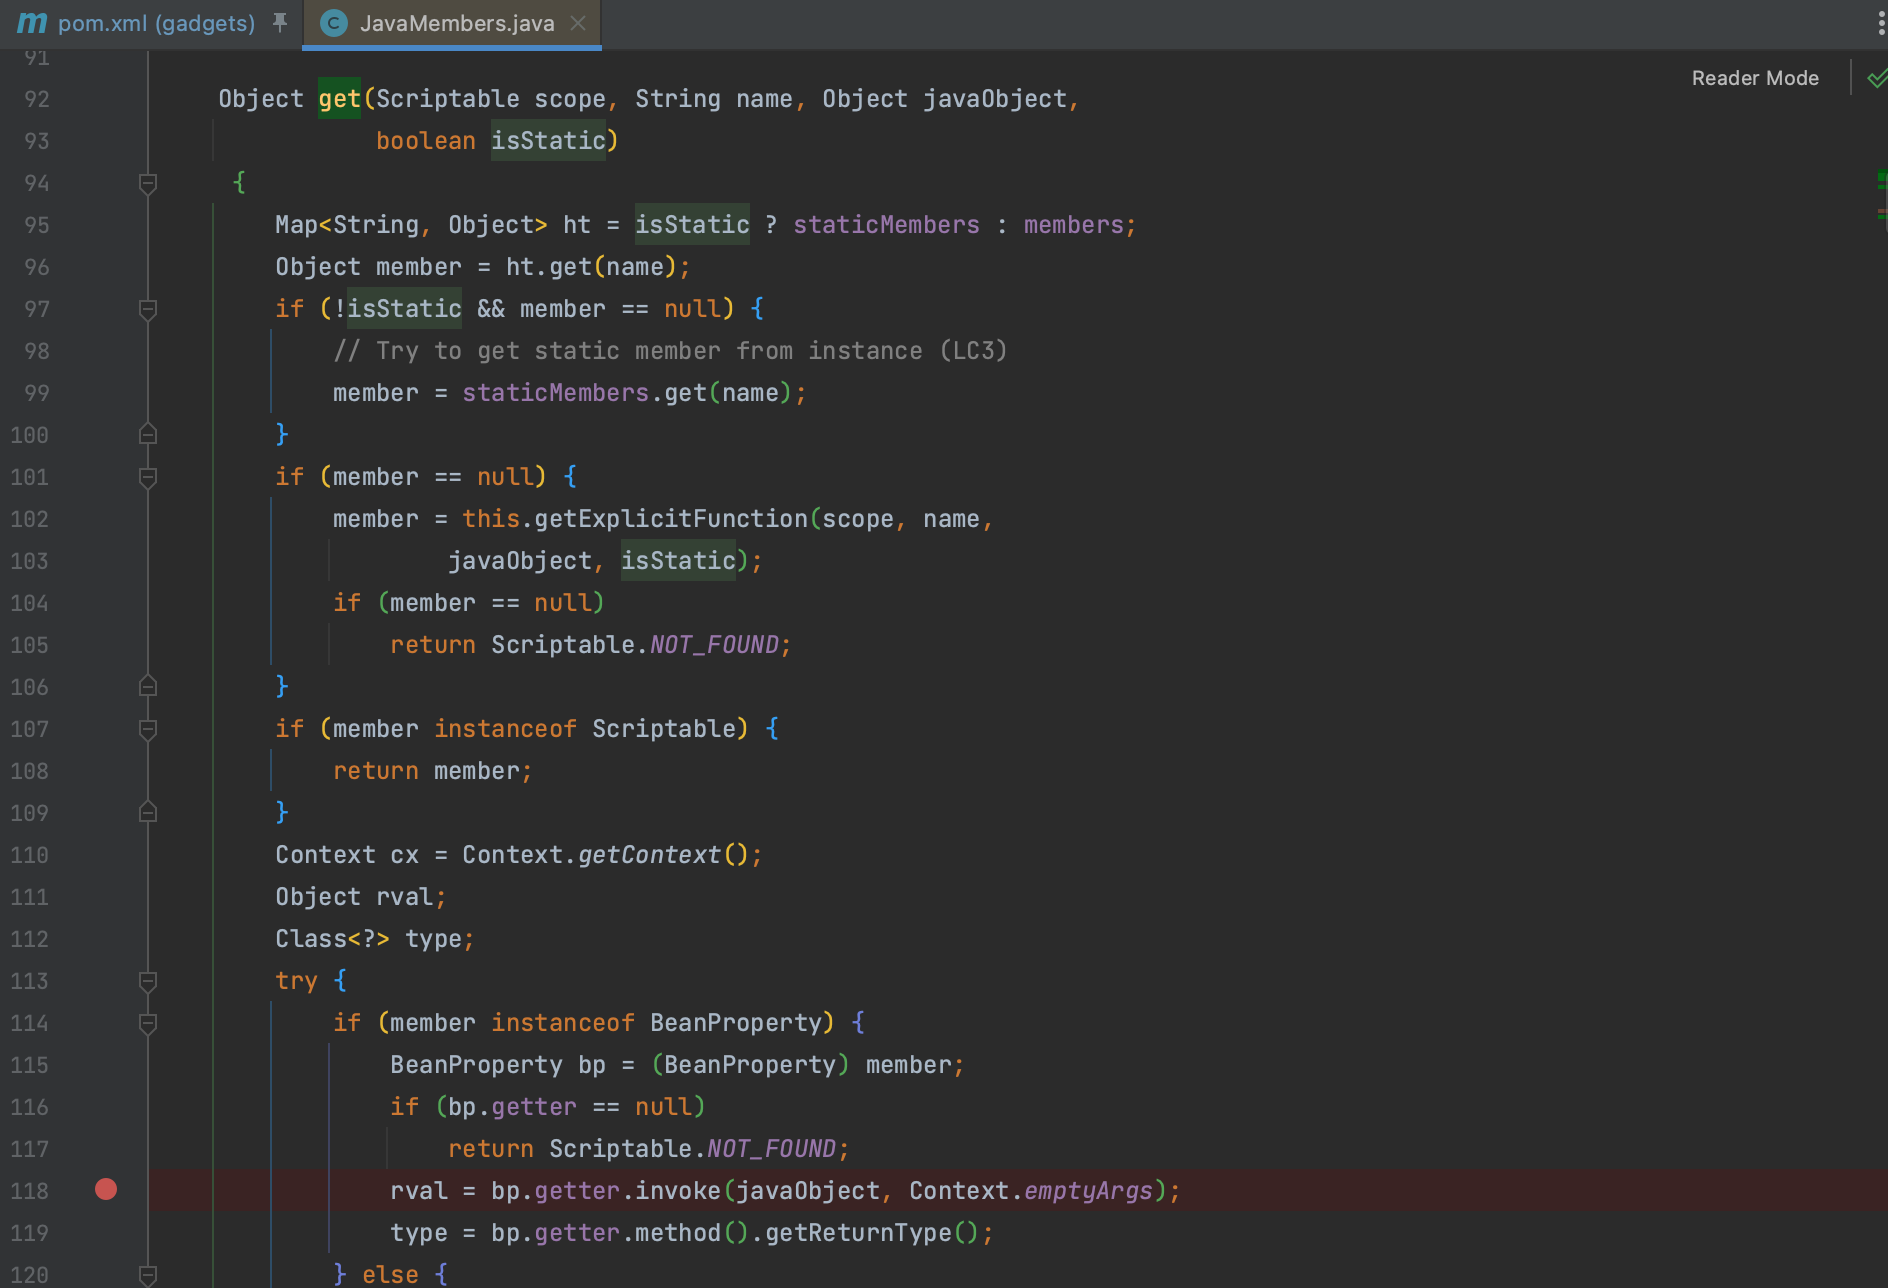 m pom.xml (gadgets) C JavaMembers.java
Reader Mode
91
92 Object get(Scriptable scope, String name, Object javaObject,
93 boolean isStatic)
94 {
95 Map<String, Object> ht = isStatic ? staticMembers : members;
96 Object member = ht.get(name);
97 if (!isStatic && member == null) {
98 // Try to get static member from instance (LC3)
99 member = staticMembers.get(name);
100 }
101 if (member == null) {
102 member = this.getExplicitFunction(scope, name,
103 javaObject, isStatic);
104 if (member == null)
105 return Scriptable.NOT_FOUND;
106 }
107 if (member instanceof Scriptable) {
108 return member;
109 }
110 Context cx = Context.getContext();
111 Object rval;
112 Class<?> type;
113 try {
114 if (member instanceof BeanProperty) {
115 BeanProperty bp = (BeanProperty) member;
116 if (bp.getter == null)
117 return Scriptable.NOT_FOUND;
118 rval = bp.getter.invoke(javaObject, Context.emptyArgs);
119 type = bp.getter.method().getReturnType();
120 } else {